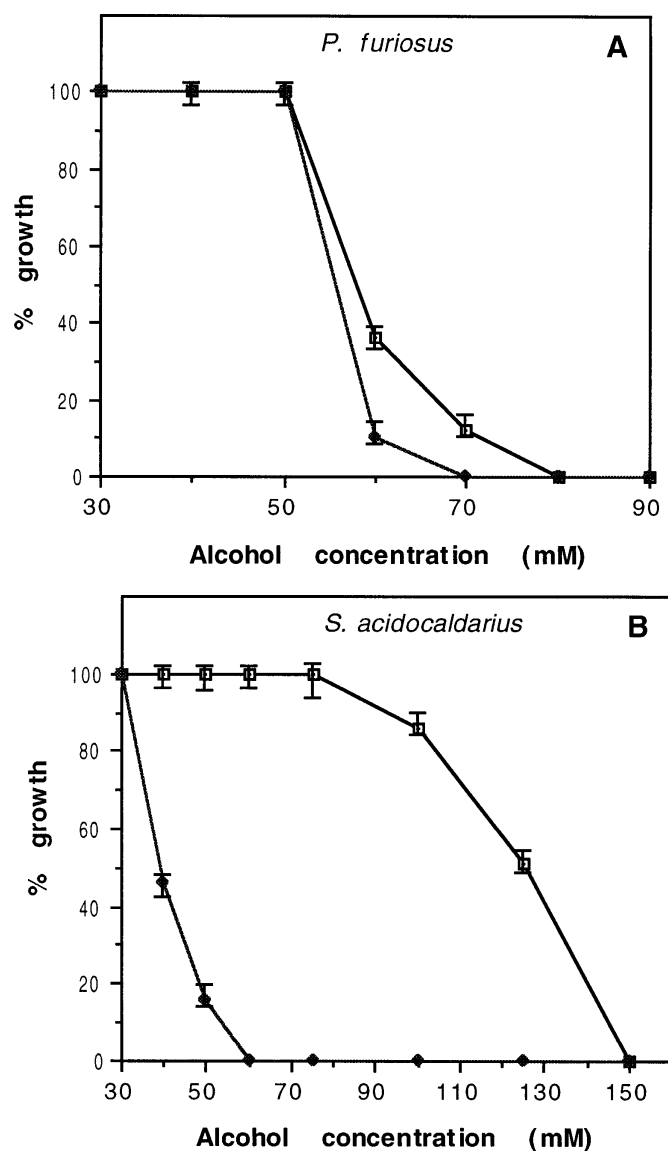 P. furiosus A
100
80
60
40
20
0
% growth
30 50 70 90
Alcohol concentration (mM)
S. acidocaldarius B
100
80
60
40
20
0
% growth
30 50 70 90 110 130 150
Alcohol concentration (mM)